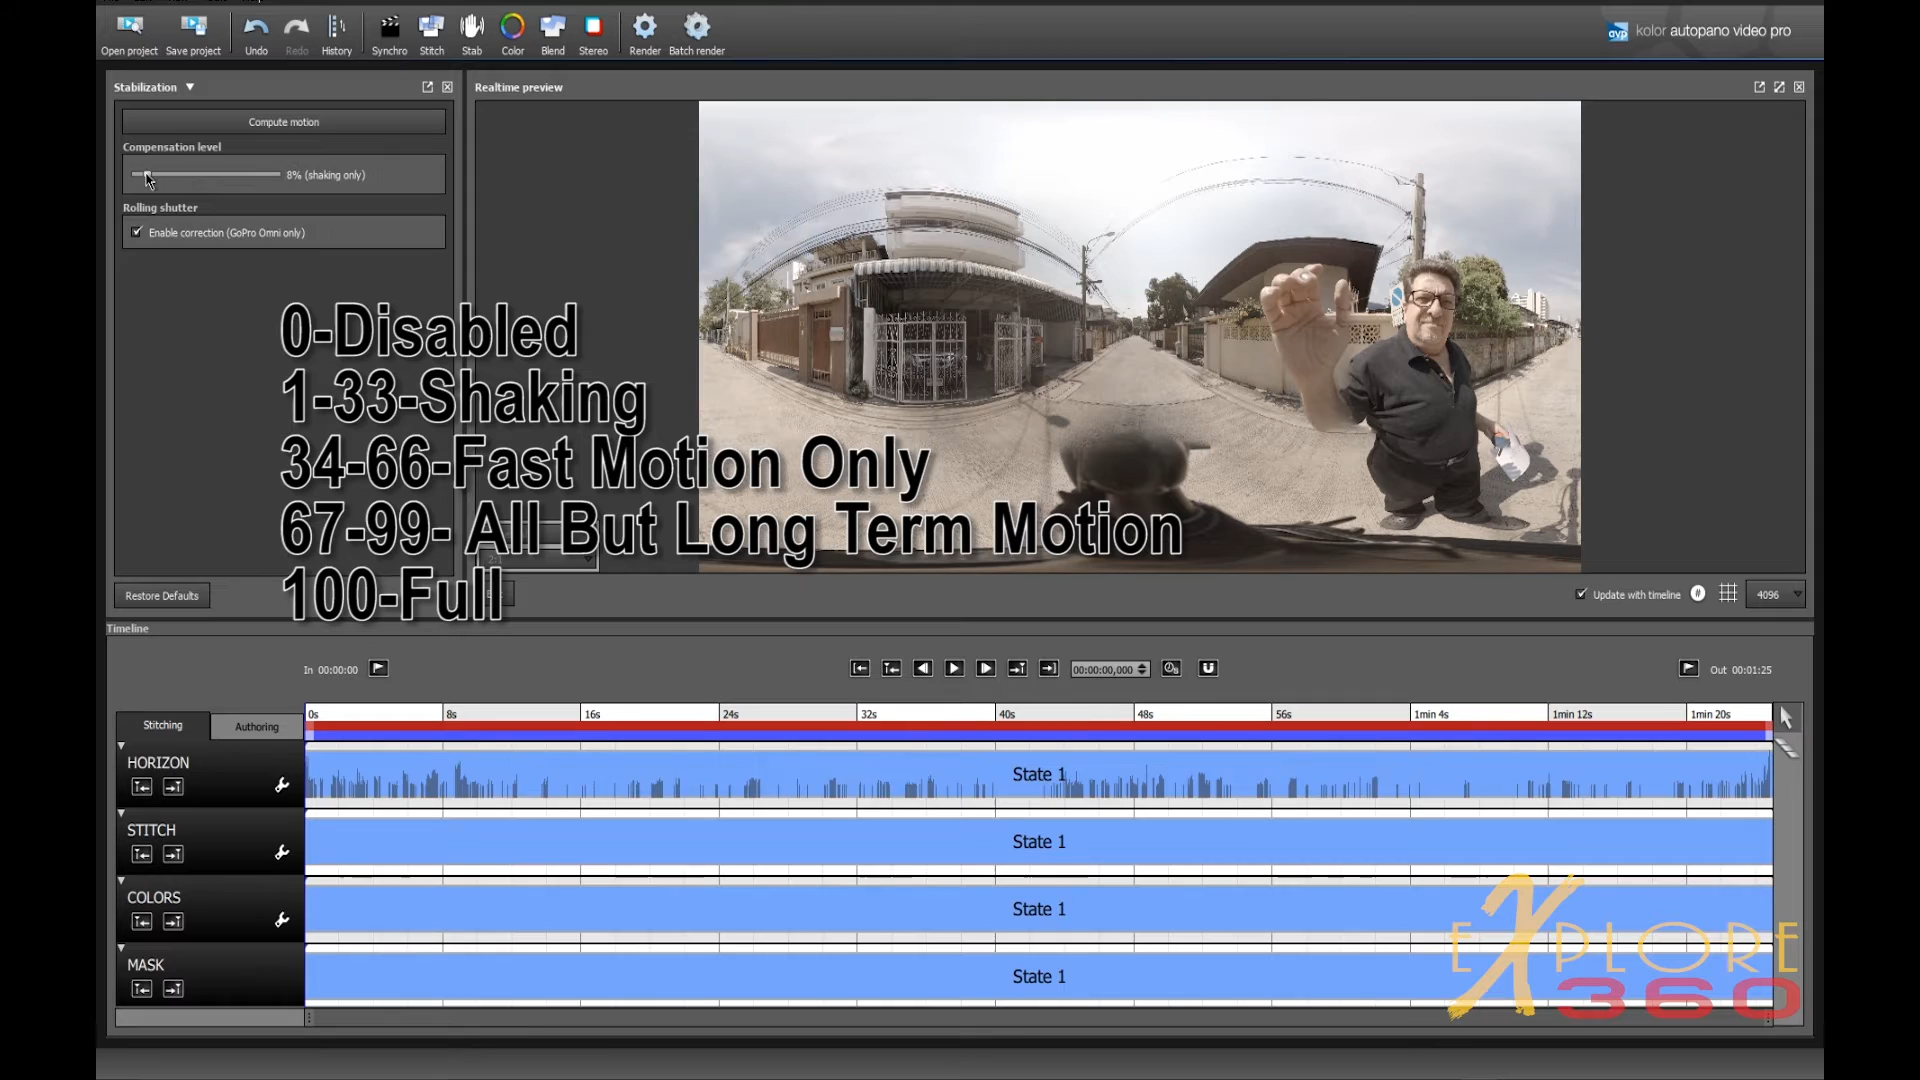 Open project
Save project
Undo
Redo
History
Synchro
Stitch
Stab
Color
Blend
Stereo
Render
Batch render
avp kolor autopano video pro
Stabilization
Realtime preview
Compute motion
Compensation level
8% (shaking only)
Rolling shutter
Enable correction (GoPro Omni only)
0-Disabled
1-33-Shaking
34-66-Fast Motion Only
67-99- All But Long Term Motion
100-Full
2:1
Restore Defaults
Update with timeline
4096
Timeline
In 00:00:00
00:00:00,000
Out 00:01:25
Stitching
Authoring
0s 8s 16s 24s 32s 40s 48s 56s 1min 4s 1min 12s 1min 20s
HORIZON
State 1
STITCH
State 1
COLORS
State 1
MASK
State 1
EXPLORE
360